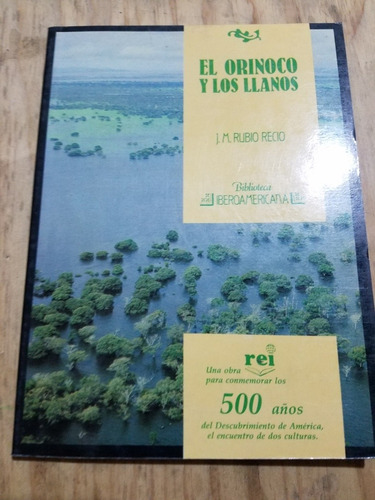 EL ORINOCO
Y LOS LLANOS
J. M. RUBIO RECIO
Biblioteca
IBEROAMERICANA
rei
Una obra
para conmemorar los
500 años
del Descubrimiento de América,
el encuentro de dos culturas.